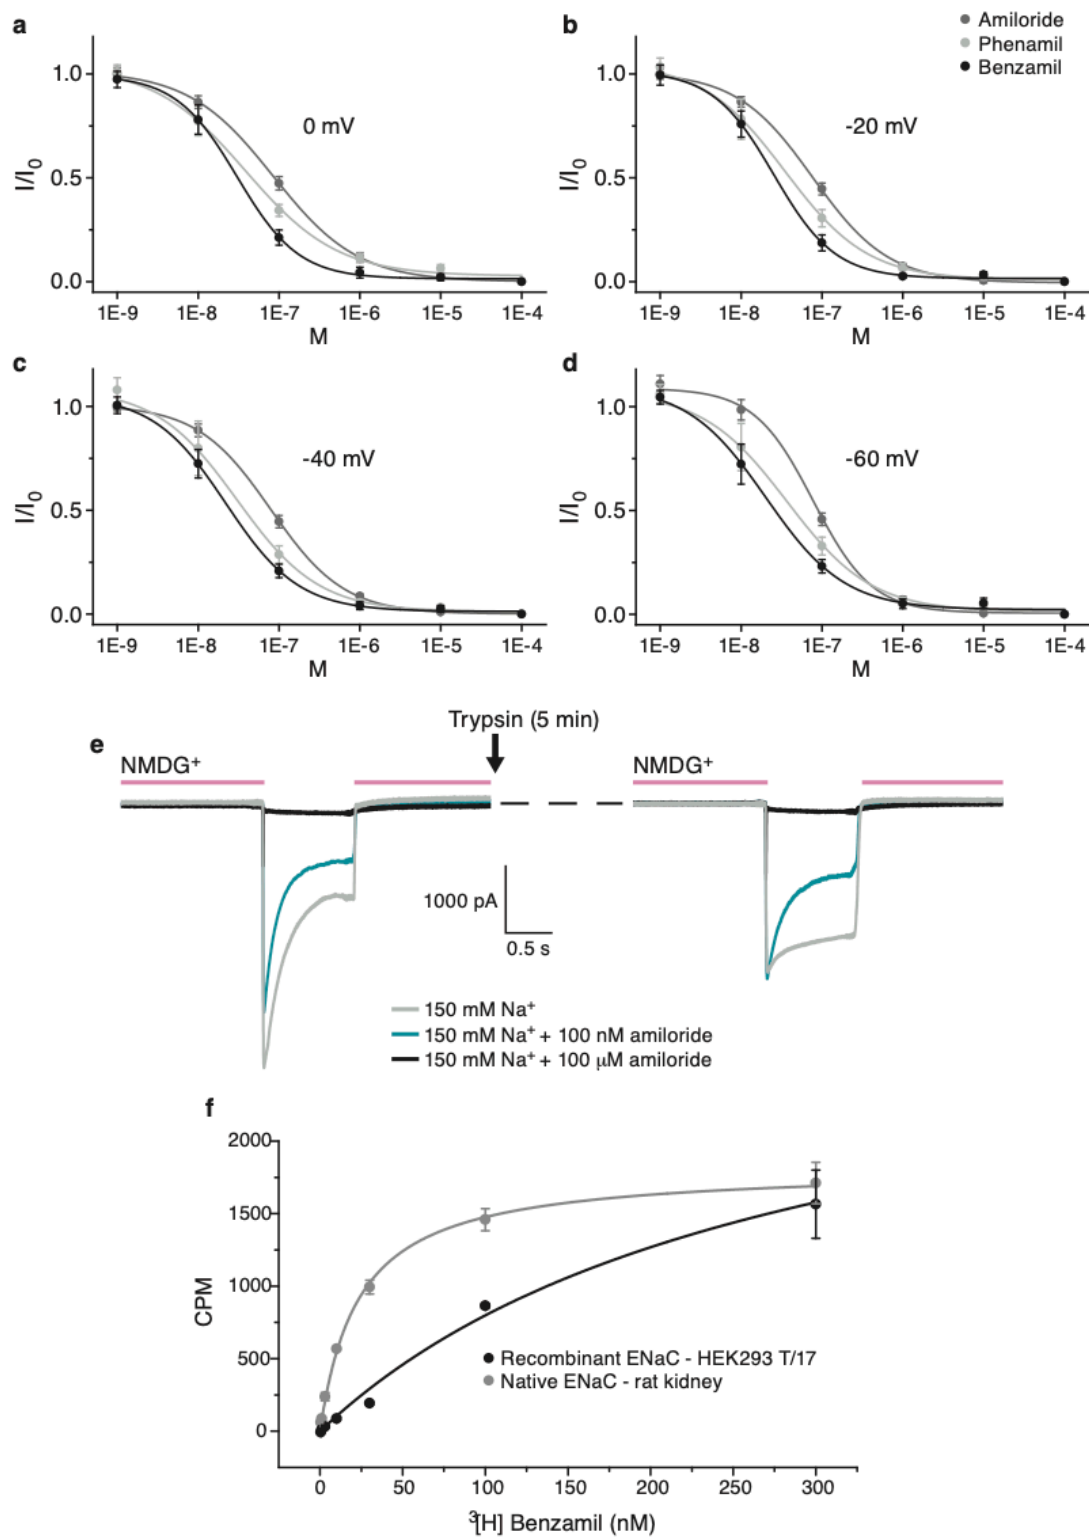 a
b
Amiloride
Phenamil
Benzamil
1.0
0.5
0.0
I/I0
0 mV
1E-9 1E-8 1E-7 1E-6 1E-5 1E-4
M
1.0
0.5
0.0
I/I0
-20 mV
1E-9 1E-8 1E-7 1E-6 1E-5 1E-4
M
c
d
1.0
0.5
0.0
I/I0
-40 mV
1E-9 1E-8 1E-7 1E-6 1E-5 1E-4
M
1.0
0.5
0.0
I/I0
-60 mV
1E-9 1E-8 1E-7 1E-6 1E-5 1E-4
M
e
Trypsin (5 min)
NMDG+
NMDG+
1000 pA
0.5 s
150 mM Na+
150 mM Na+ + 100 nM amiloride
150 mM Na+ + 100 μM amiloride
f
2000
1500
1000
500
0
CPM
Recombinant ENaC - HEK293 T/17
Native ENaC - rat kidney
0 50 100 150 200 250 300
3[H] Benzamil (nM)